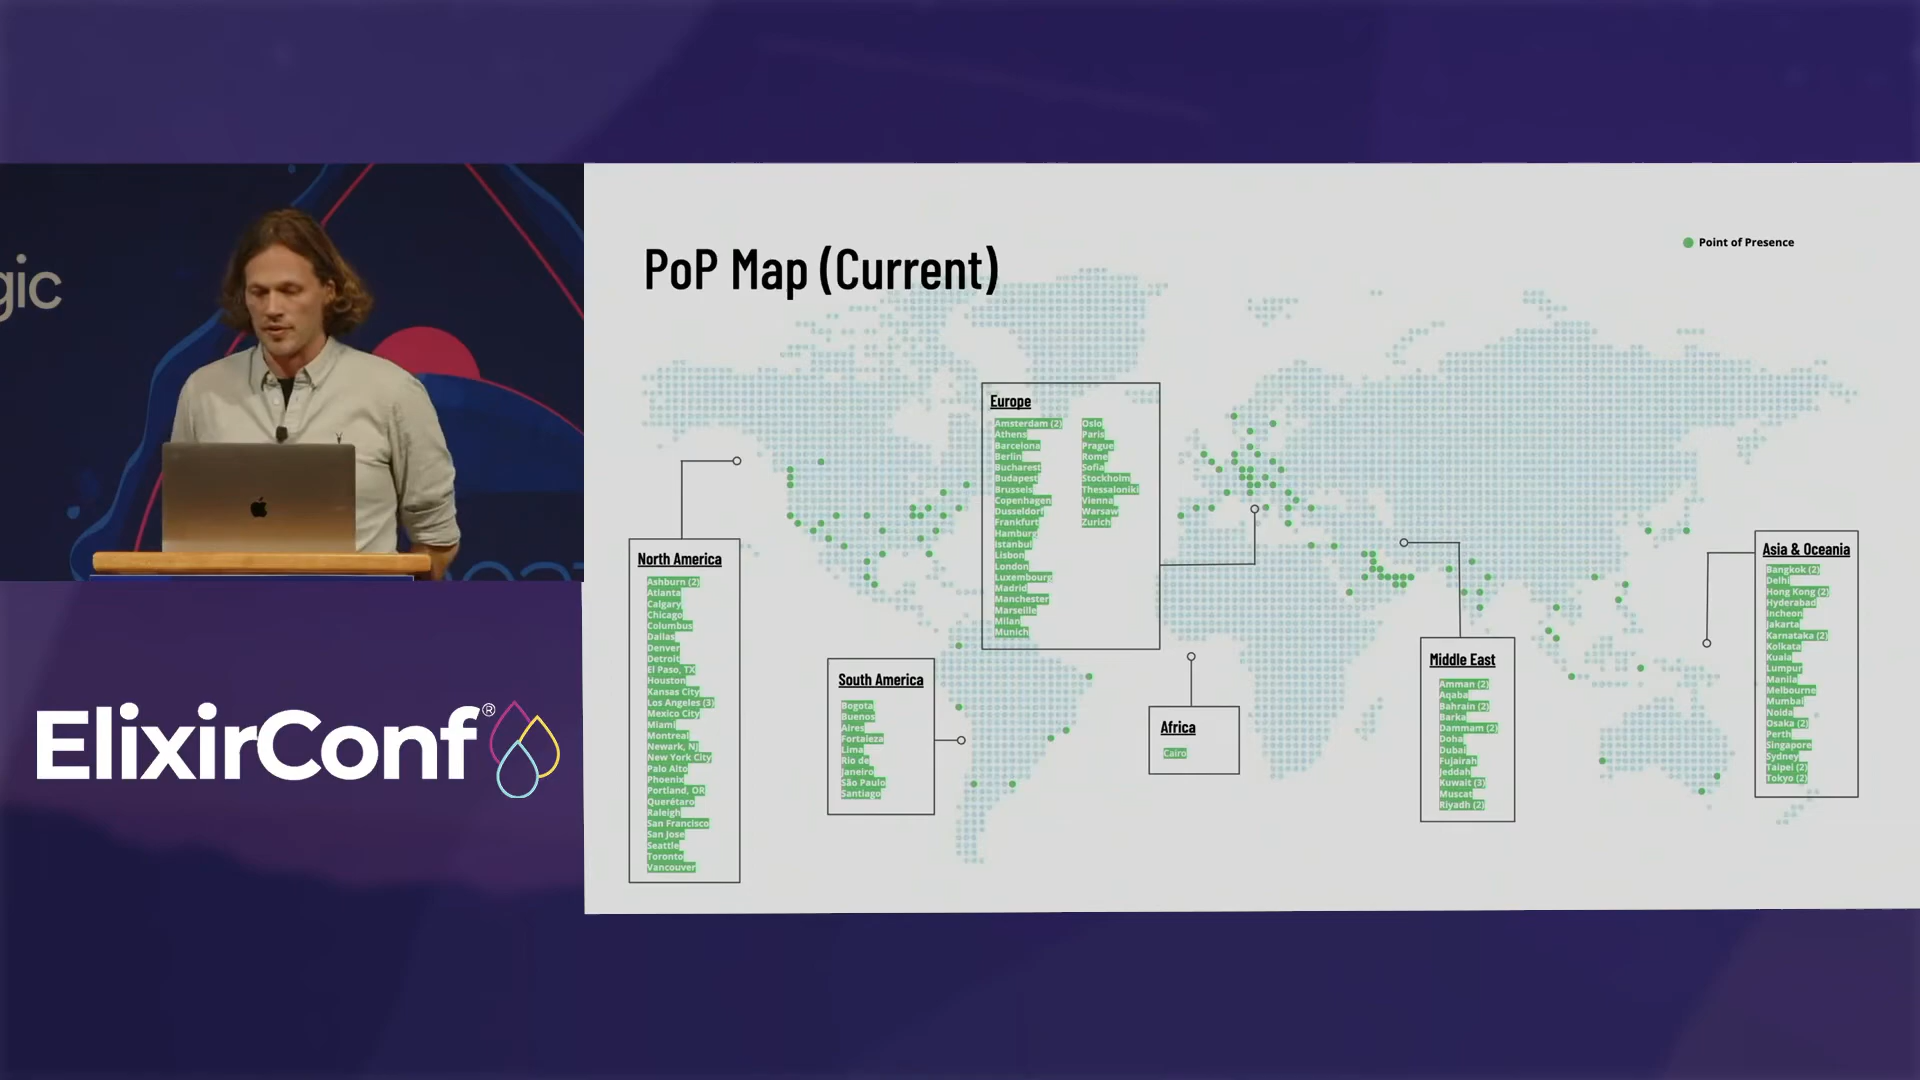 gic
ElixirConf®
PoP Map (Current)
Point of Presence
North America
Ashburn (2)
Atlanta
Calgary
Chicago
Columbus
Dallas
Denver
Detroit
El Paso, TX
Houston
Kansas City
Los Angeles (3)
Mexico City
Miami
Montreal
Newark, NJ
New York City
Palo Alto
Phoenix
Portland, OR
Querétaro
Raleigh
San Francisco
San Jose
Seattle
Toronto
Vancouver
South America
Bogota
Buenos
Aires
Fortaleza
Lima
Rio de
Janeiro
São Paulo
Santiago
Europe
Amsterdam (2)
Athens
Barcelona
Berlin
Bucharest
Budapest
Brussels
Copenhagen
Dusseldorf
Frankfurt
Hamburg
Istanbul
Lisbon
London
Luxembourg
Madrid
Manchester
Marseille
Milan
Munich
Oslo
Paris
Prague
Rome
Sofia
Stockholm
Thessaloniki
Vienna
Warsaw
Zurich
Africa
Cairo
Middle East
Amman (2)
Aqaba
Bahrain (2)
Barka
Dammam (2)
Doha
Dubai
Fujairah
Jeddah
Kuwait (3)
Muscat
Riyadh (2)
Asia & Oceania
Bangkok (2)
Delhi
Hong Kong (2)
Hyderabad
Incheon
Jakarta
Karnataka (2)
Kolkata
Kuala
Lumpur
Manila
Melbourne
Mumbai
Noida
Osaka (2)
Perth
Singapore
Sydney
Taipei (2)
Tokyo (2)